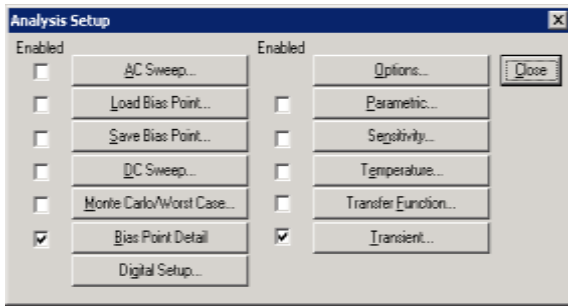 Analysis Setup
Enabled
Enabled
AC Sweep...
Options...
Close
Load Bias Point...
Parametric...
Save Bias Point...
Sensitivity...
DC Sweep...
Temperature...
Monte Carlo/Worst Case...
Transfer Function...
Bias Point Detail
Transient...
Digital Setup...